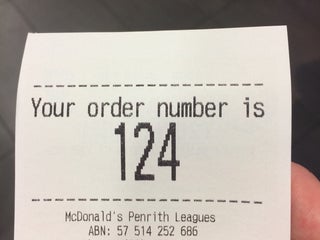 Your order number is
124
McDonald's Penrith Leagues
ABN: 57 514 252 686